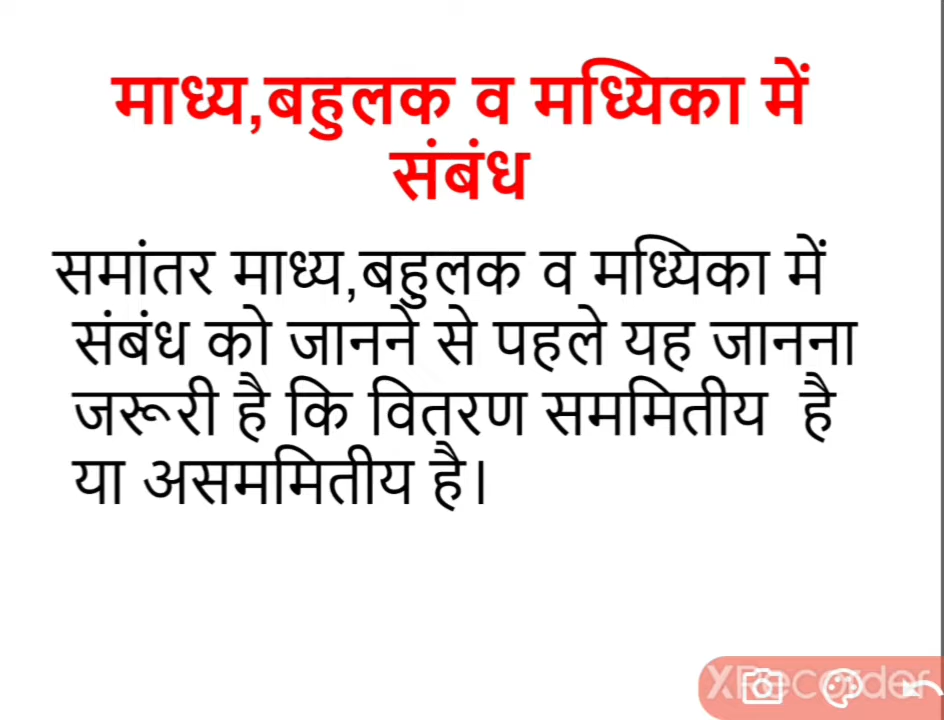 माध्य,बहुलक व मध्यिका में
संबंध
समांतर माध्य,बहुलक व मध्यिका में
संबंध को जानने से पहले यह जानना
जरूरी है कि वितरण सममितीय है
या असममितीय है।
XRecorder